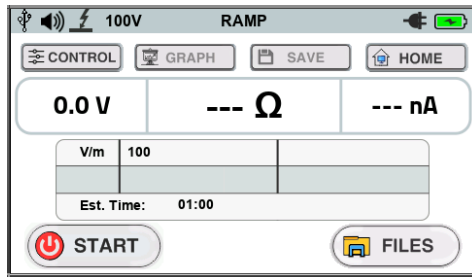 100V RAMP
CONTROL GRAPH SAVE HOME
0.0 V --- Ω --- nA
V/m 100
Est. Time: 01:00
START FILES